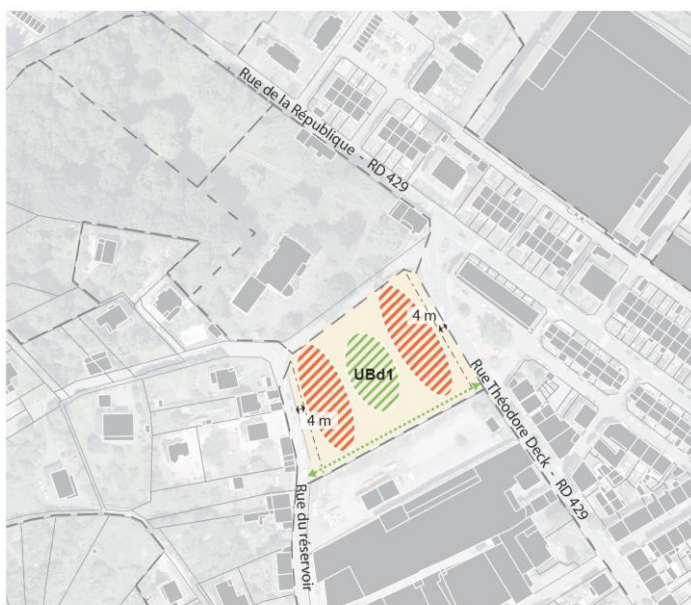 Rue de la République - RD 429
4 m
UBd1
4 m
Rue Théodore Deck - RD 429
Rue du réservoir